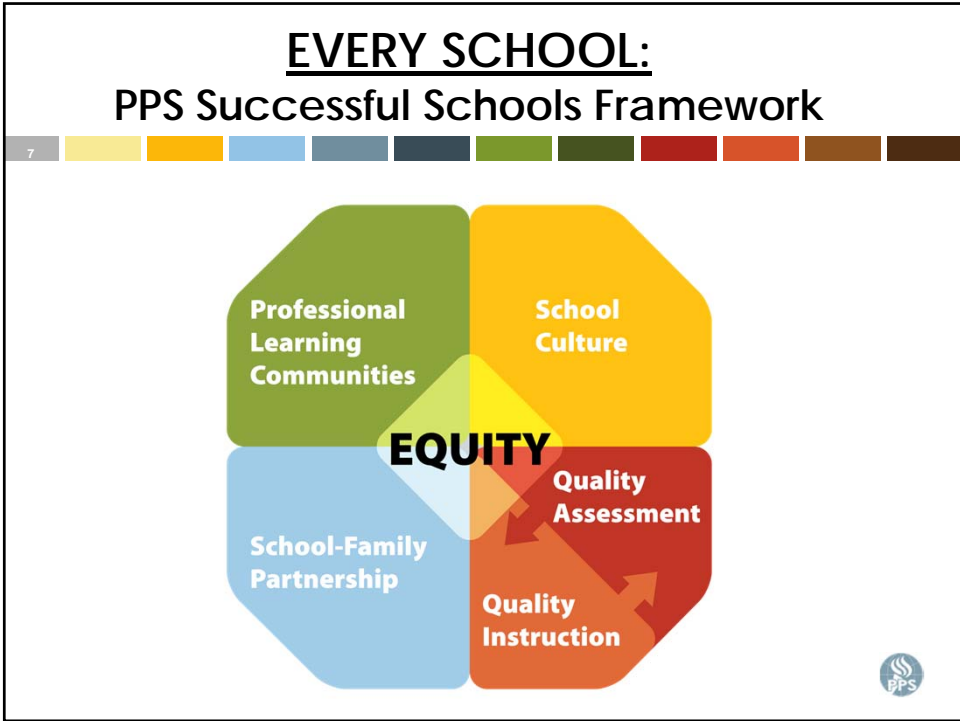 EVERY SCHOOL:
PPS Successful Schools Framework
7
Professional
Learning
Communities
School
Culture
EQUITY
Quality
Assessment
School-Family
Partnership
Quality
Instruction
PPS